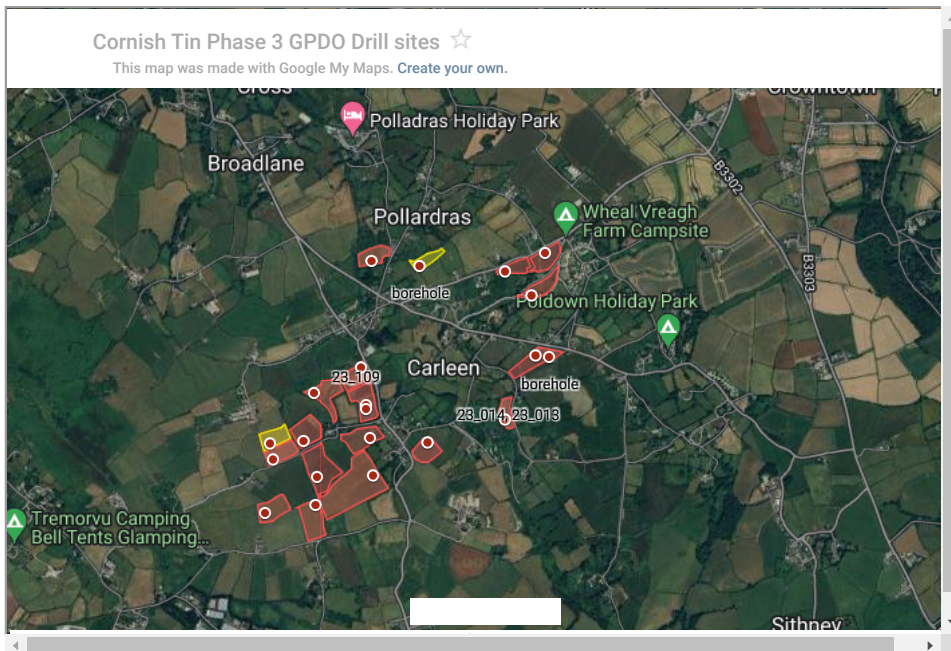 Cornish Tin Phase 3 GPDO Drill sites
This map was made with Google My Maps. Create your own.
Cross
Crowntown
Polladras Holiday Park
Broadlane
B3302
Pollardras
Wheal Vreagh
Farm Campsite
B3303
borehole
Poldown Holiday Park
Carleen
23_109
borehole
23_014
23_013
Tremorvu Camping
Bell Tents Glamping...
Sithney